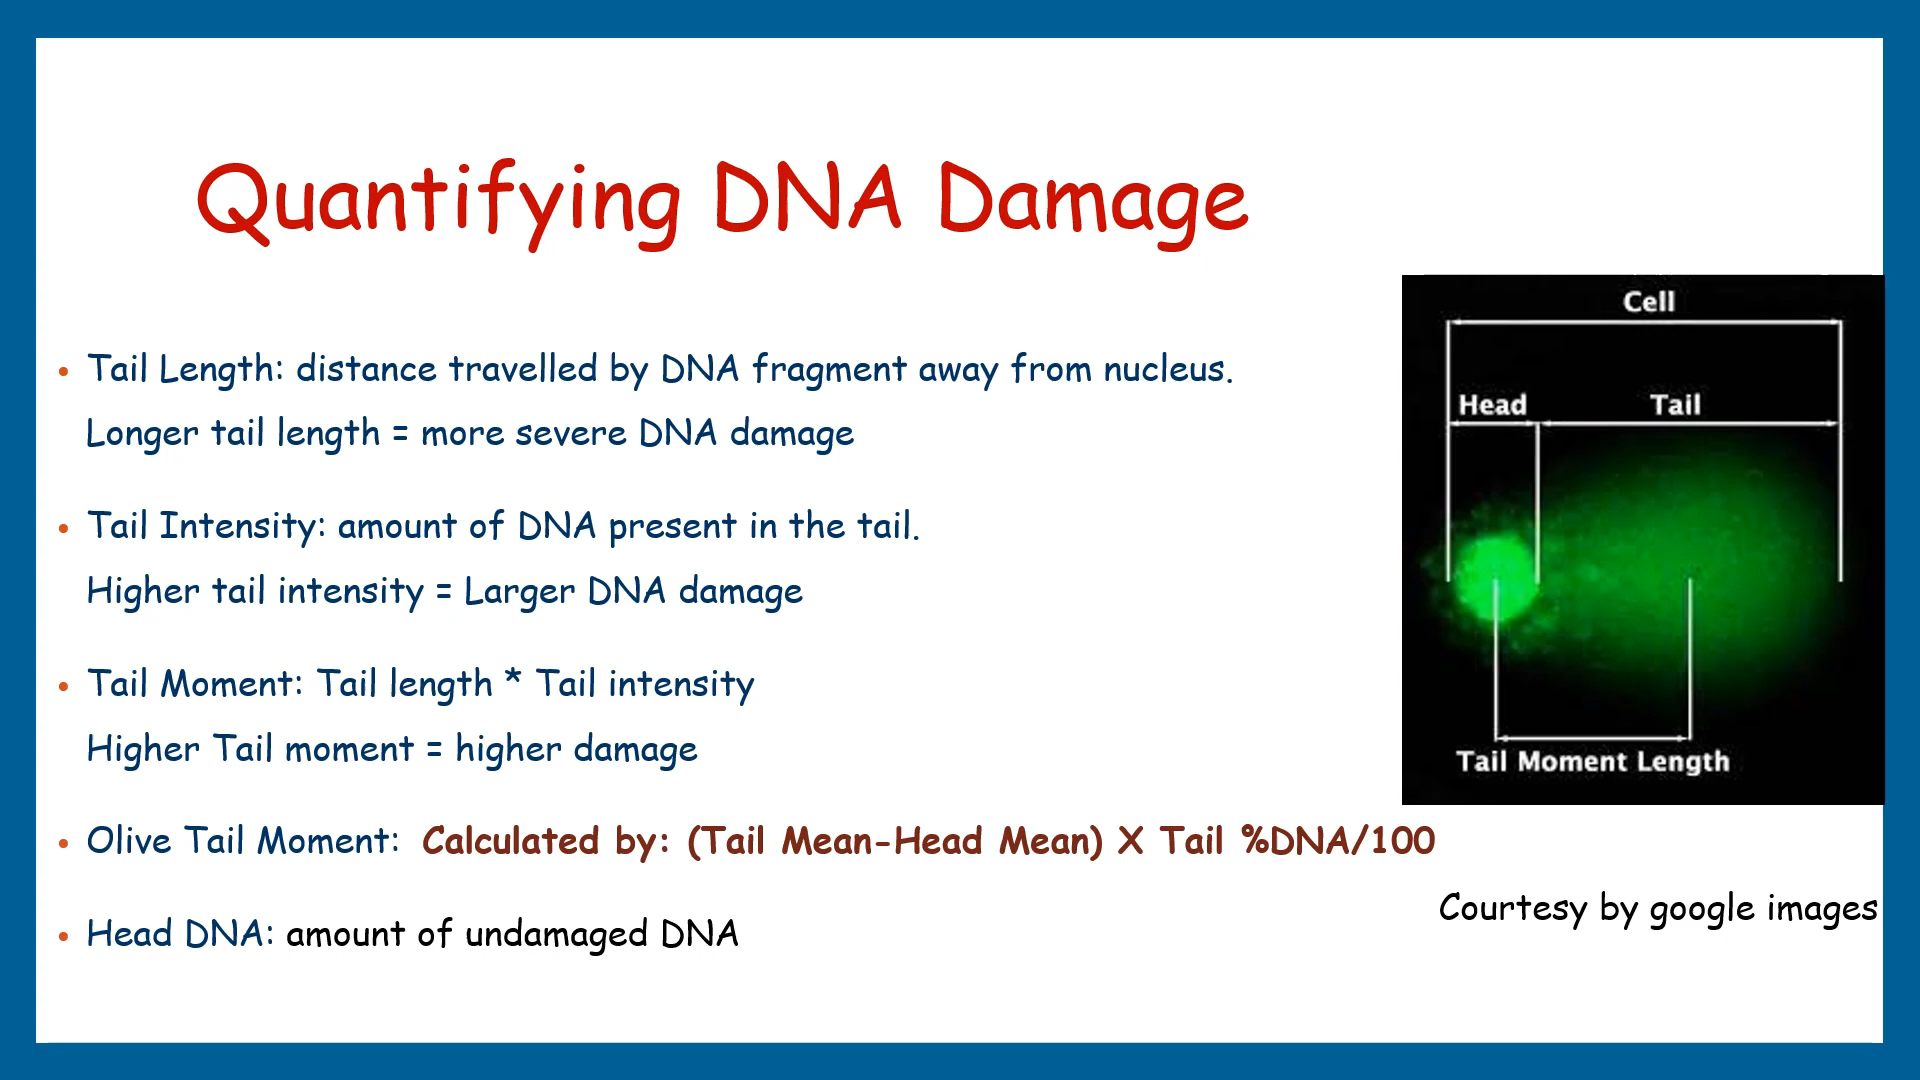 Quantifying DNA Damage
• Tail Length: distance travelled by DNA fragment away from nucleus.
Longer tail length = more severe DNA damage
• Tail Intensity: amount of DNA present in the tail.
Higher tail intensity = Larger DNA damage
• Tail Moment: Tail length * Tail intensity
Higher Tail moment = higher damage
• Olive Tail Moment: Calculated by: (Tail Mean-Head Mean) X Tail %DNA/100
• Head DNA: amount of undamaged DNA
Cell
Head Tail
Tail Moment Length
Courtesy by google images